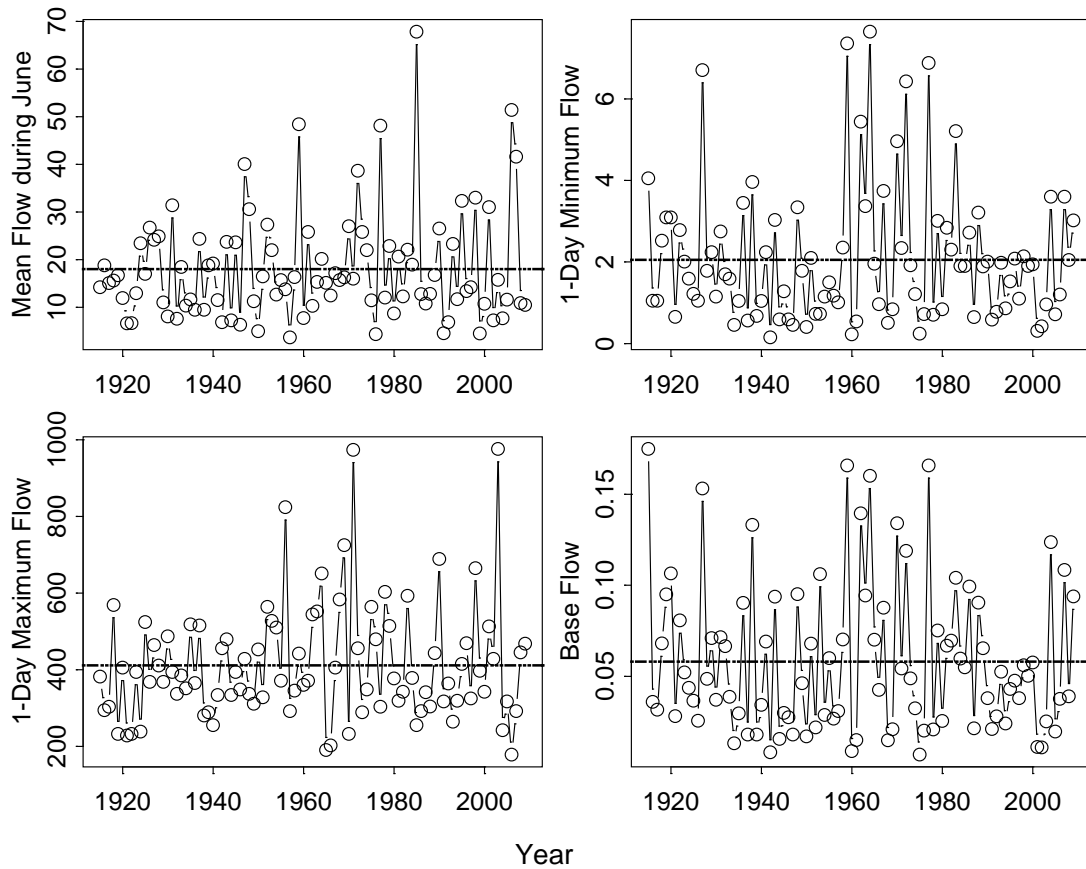 Mean Flow during June
70
60
50
40
30
20
10
1920 1940 1960 1980 2000
1-Day Minimum Flow
6
4
2
0
1920 1940 1960 1980 2000
1-Day Maximum Flow
1000
800
600
400
200
1920 1940 1960 1980 2000
Base Flow
0.15
0.10
0.05
1920 1940 1960 1980 2000
Year